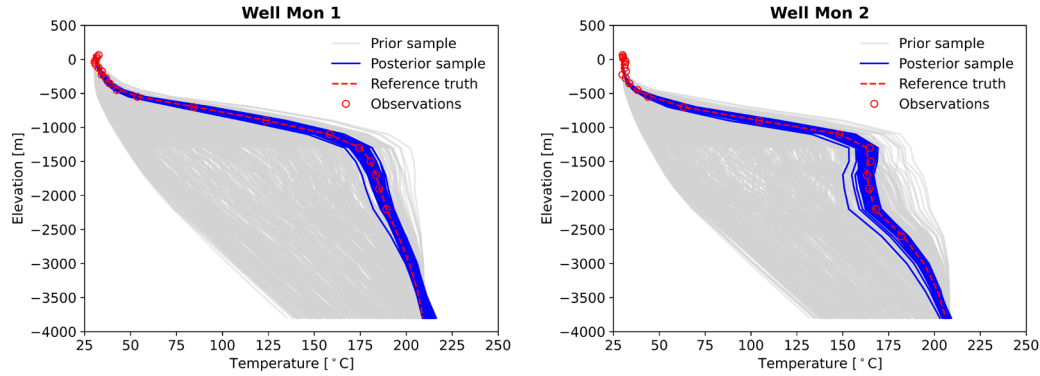 Well Mon 1
500
0
−500
−1000
−1500
−2000
−2500
−3000
−3500
−4000
Elevation [m]
25 50 75 100 125 150 175 200 225 250
Temperature [°C]
Prior sample
Posterior sample
Reference truth
Observations
Well Mon 2
500
0
−500
−1000
−1500
−2000
−2500
−3000
−3500
−4000
Elevation [m]
25 50 75 100 125 150 175 200 225 250
Temperature [°C]
Prior sample
Posterior sample
Reference truth
Observations